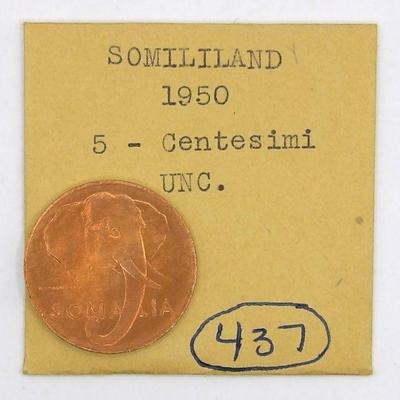 SOMILILAND
1950
5 - Centesimi
UNC.
SOMALIA
437